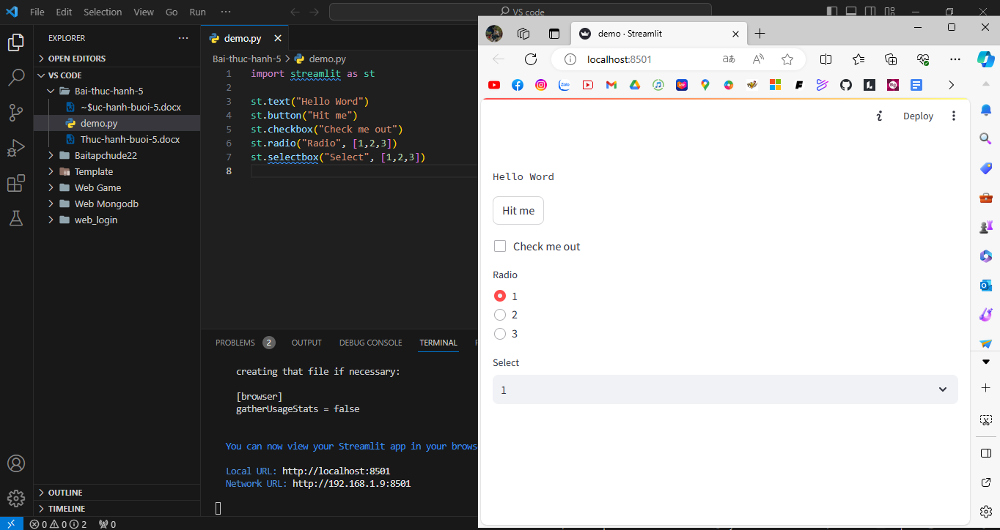 File Edit Selection View Go Run ···
VS code
EXPLORER ···
OPEN EDITORS
VS CODE
Bai-thuc-hanh-5
~$uc-hanh-buoi-5.docx
demo.py
Thuc-hanh-buoi-5.docx
Baitapchude22
Template
Web Game
Web Mongodb
web_login
OUTLINE
TIMELINE
0 0 2 0
demo.py
Bai-thuc-hanh-5 > demo.py
1 import streamlit as st
2
3 st.text("Hello Word")
4 st.button("Hit me")
5 st.checkbox("Check me out")
6 st.radio("Radio", [1,2,3])
7 st.selectbox("Select", [1,2,3])
8
PROBLEMS 2 OUTPUT DEBUG CONSOLE TERMINAL
creating that file if necessary:
[browser]
gatherUsageStats = false
You can now view your Streamlit app in your brows
Local URL: http://localhost:8501
Network URL: http://192.168.1.9:8501
demo · Streamlit
localhost:8501
Deploy
Hello Word
Hit me
Check me out
Radio
1
2
3
Select
1